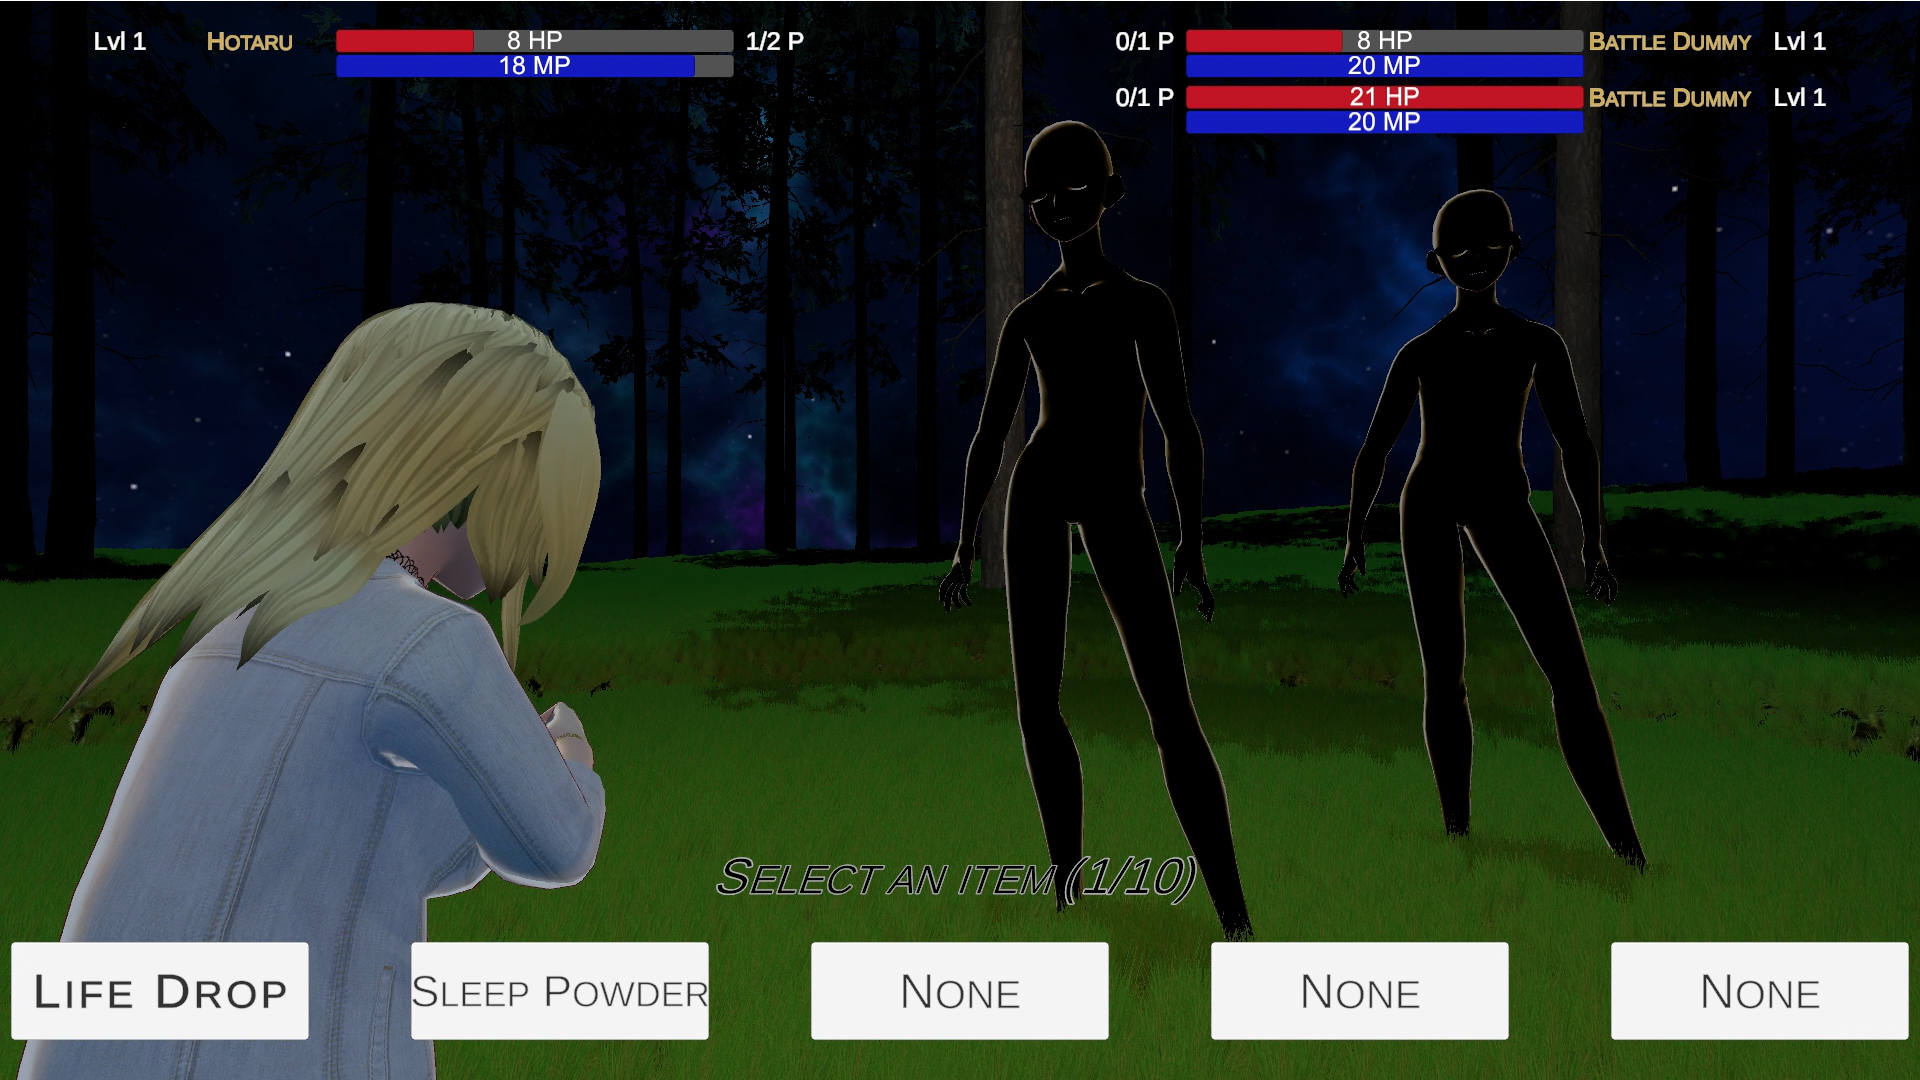 Lvl 1 Hotaru 8 HP 1/2 P
18 MP
0/1 P 8 HP Battle Dummy Lvl 1
20 MP
0/1 P 21 HP Battle Dummy Lvl 1
20 MP
Select an item (1/10)
Life Drop Sleep Powder None None None